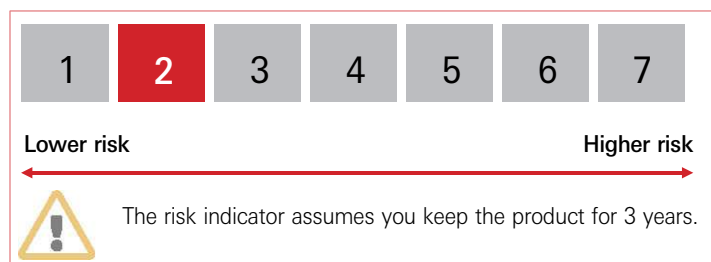 1 2 3 4 5 6 7
Lower risk Higher risk
The risk indicator assumes you keep the product for 3 years.